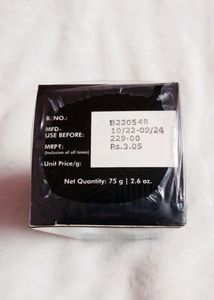 B. NO.: B220548
MFD- 10/22-09/24
USE BEFORE: 229.00
MRP₹: Rs.3.05
(Inclusive of all taxes)
Unit Price/g:
Net Quantity: 75 g | 2.6 oz.